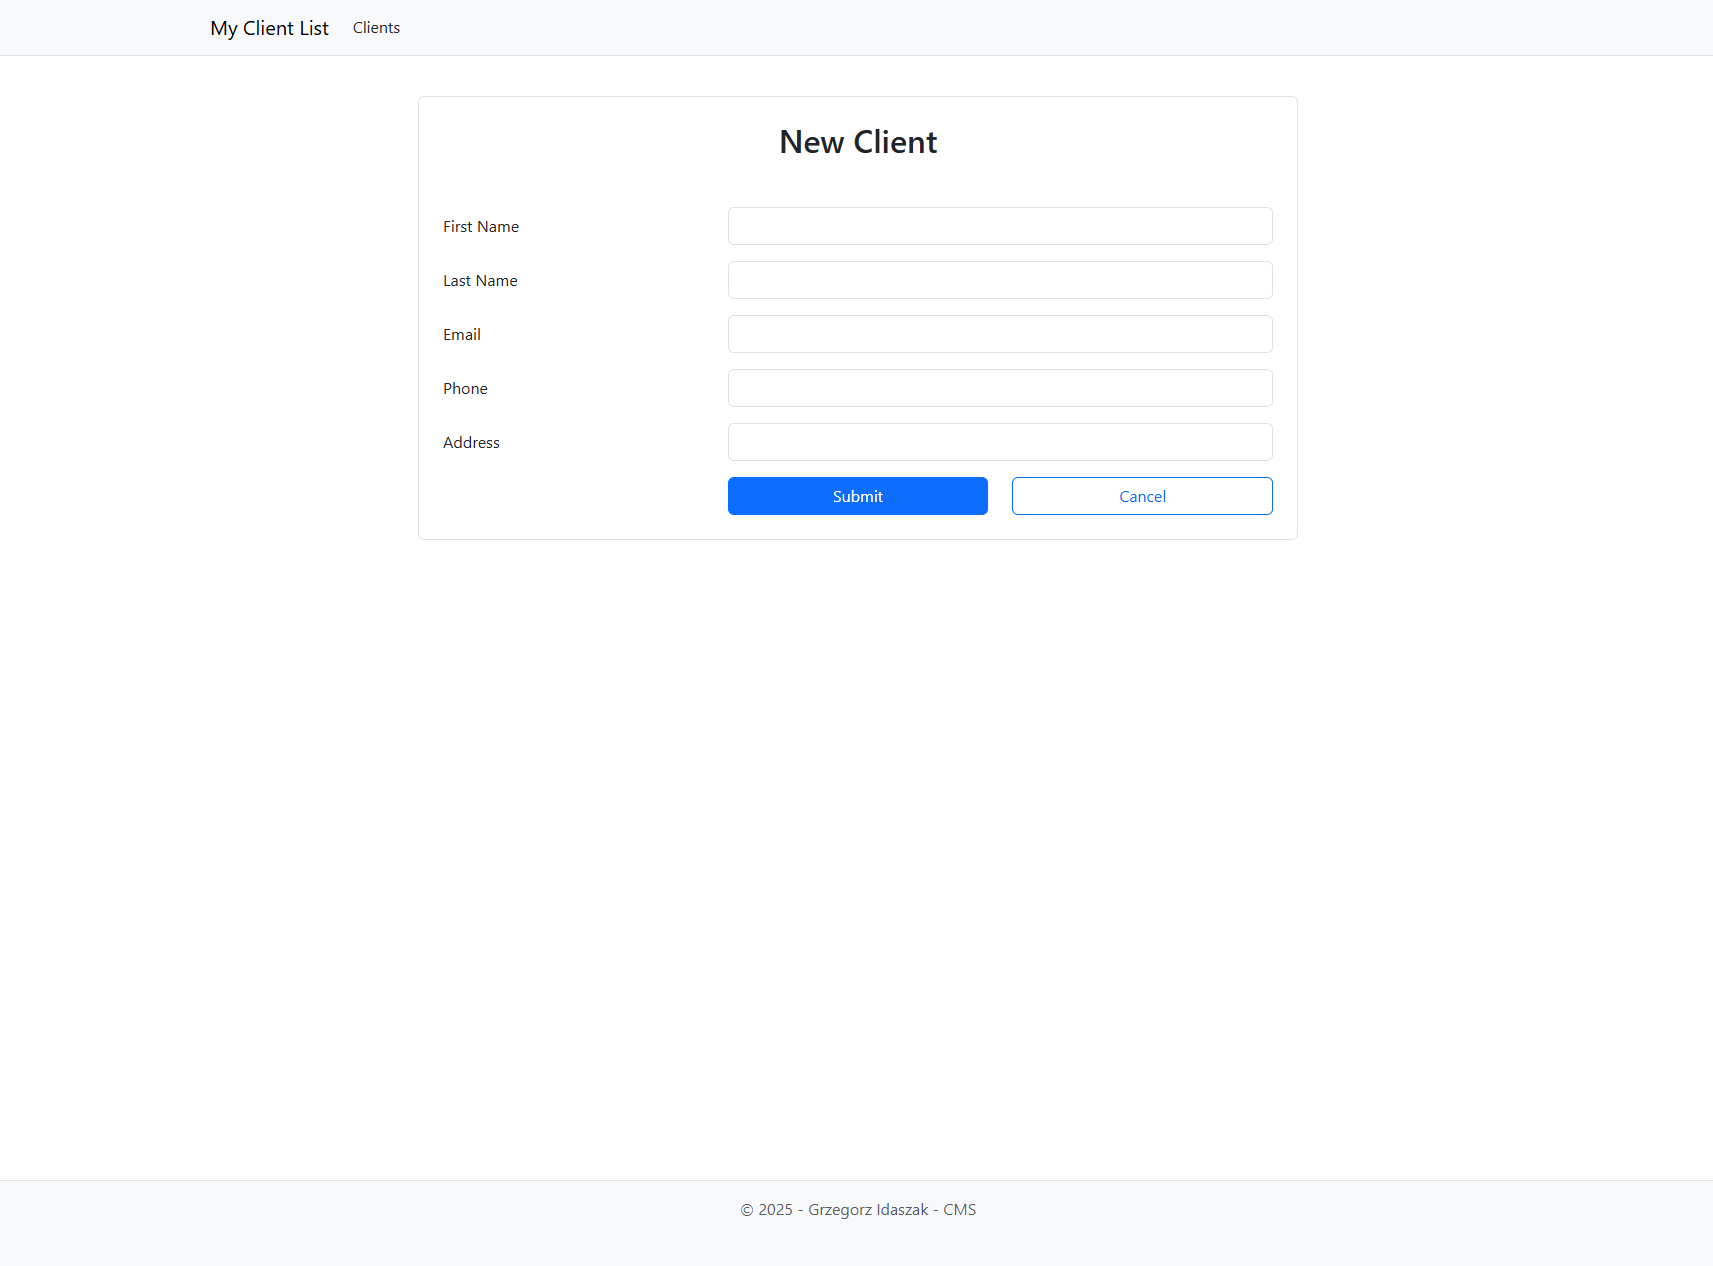 My Client List Clients
New Client
First Name
Last Name
Email
Phone
Address
Submit Cancel
© 2025 - Grzegorz Idaszak - CMS